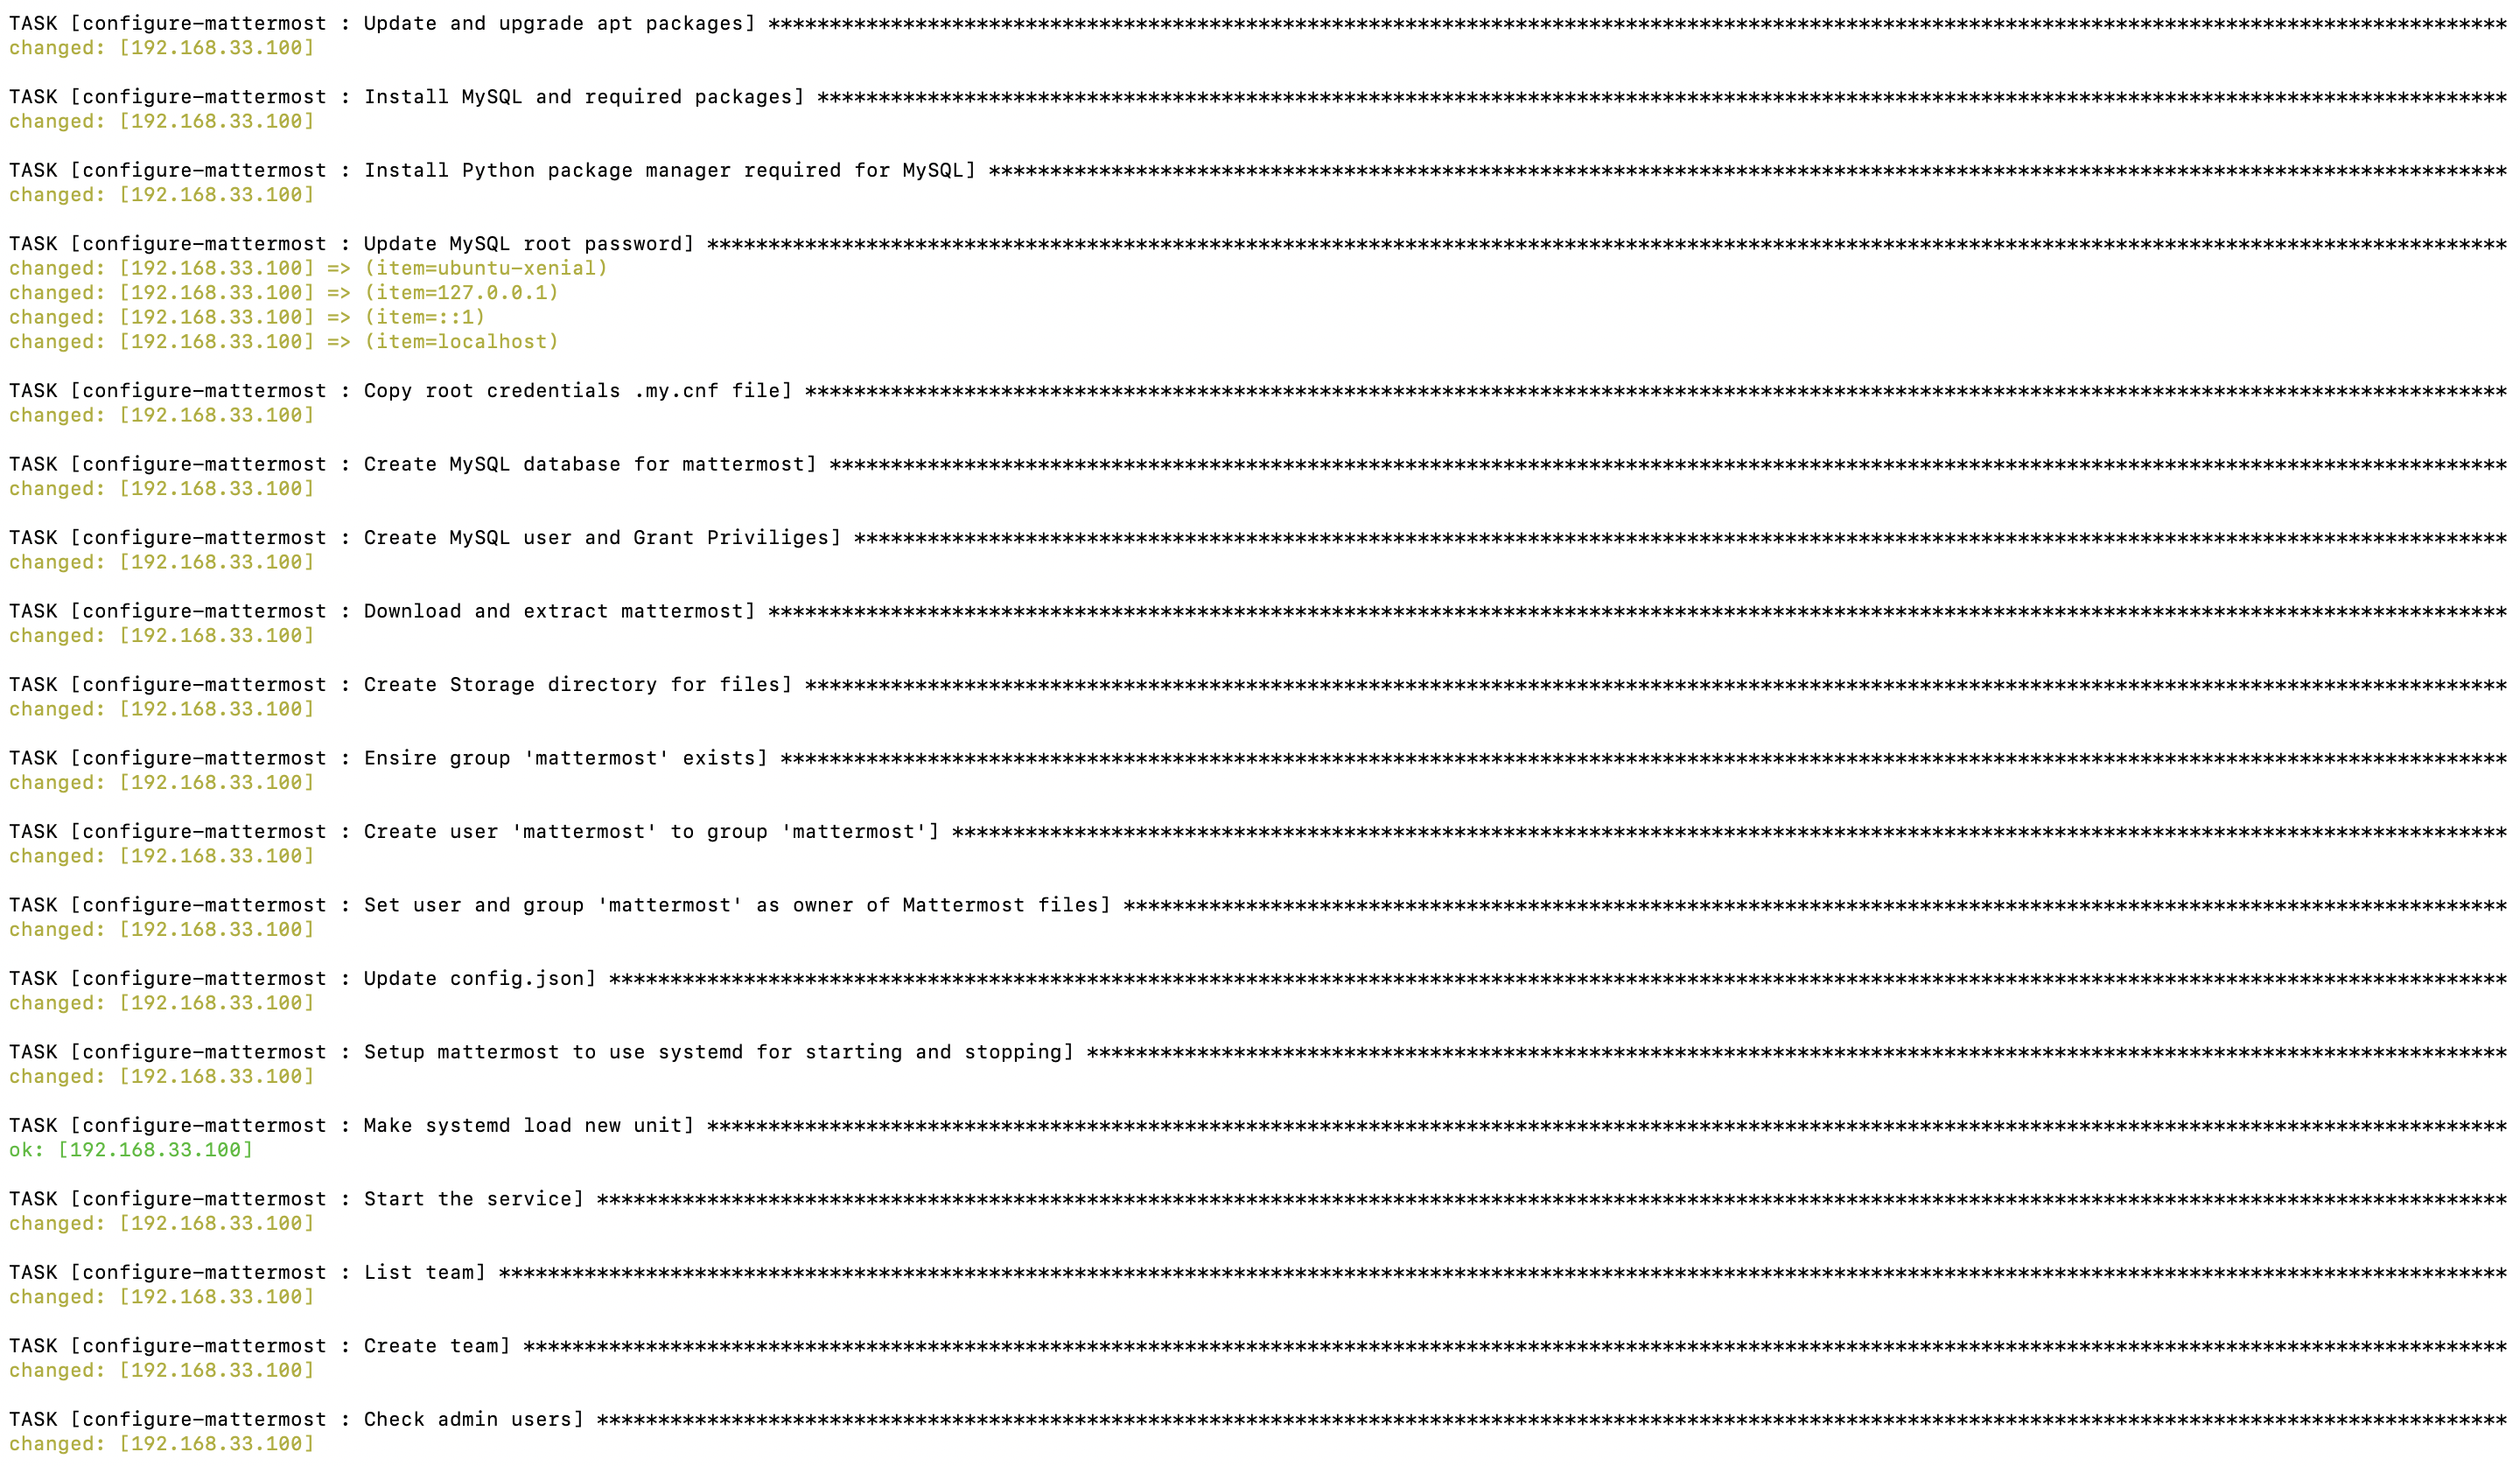 TASK [configure-mattermost : Update and upgrade apt packages] **********************************************************************************************************************************************
changed: [192.168.33.100]
TASK [configure-mattermost : Install MySQL and required packages] ******************************************************************************************************************************************
changed: [192.168.33.100]
TASK [configure-mattermost : Install Python package manager required for MySQL] ****************************************************************************************************************************
changed: [192.168.33.100]
TASK [configure-mattermost : Update MySQL root password] ***************************************************************************************************************************************************
changed: [192.168.33.100] => (item=ubuntu-xenial)
changed: [192.168.33.100] => (item=127.0.0.1)
changed: [192.168.33.100] => (item=::1)
changed: [192.168.33.100] => (item=localhost)
TASK [configure-mattermost : Copy root credentials .my.cnf file] *******************************************************************************************************************************************
changed: [192.168.33.100]
TASK [configure-mattermost : Create MySQL database for mattermost] *****************************************************************************************************************************************
changed: [192.168.33.100]
TASK [configure-mattermost : Create MySQL user and Grant Priviliges] ***************************************************************************************************************************************
changed: [192.168.33.100]
TASK [configure-mattermost : Download and extract mattermost] **********************************************************************************************************************************************
changed: [192.168.33.100]
TASK [configure-mattermost : Create Storage directory for files] *******************************************************************************************************************************************
changed: [192.168.33.100]
TASK [configure-mattermost : Ensire group 'mattermost' exists] *********************************************************************************************************************************************
changed: [192.168.33.100]
TASK [configure-mattermost : Create user 'mattermost' to group 'mattermost'] *******************************************************************************************************************************
changed: [192.168.33.100]
TASK [configure-mattermost : Set user and group 'mattermost' as owner of Mattermost files] *****************************************************************************************************************
changed: [192.168.33.100]
TASK [configure-mattermost : Update config.json] ***********************************************************************************************************************************************************
changed: [192.168.33.100]
TASK [configure-mattermost : Setup mattermost to use systemd for starting and stopping] ********************************************************************************************************************
changed: [192.168.33.100]
TASK [configure-mattermost : Make systemd load new unit] ***************************************************************************************************************************************************
ok: [192.168.33.100]
TASK [configure-mattermost : Start the service] ************************************************************************************************************************************************************
changed: [192.168.33.100]
TASK [configure-mattermost : List team] ********************************************************************************************************************************************************************
changed: [192.168.33.100]
TASK [configure-mattermost : Create team] ******************************************************************************************************************************************************************
changed: [192.168.33.100]
TASK [configure-mattermost : Check admin users] ************************************************************************************************************************************************************
changed: [192.168.33.100]